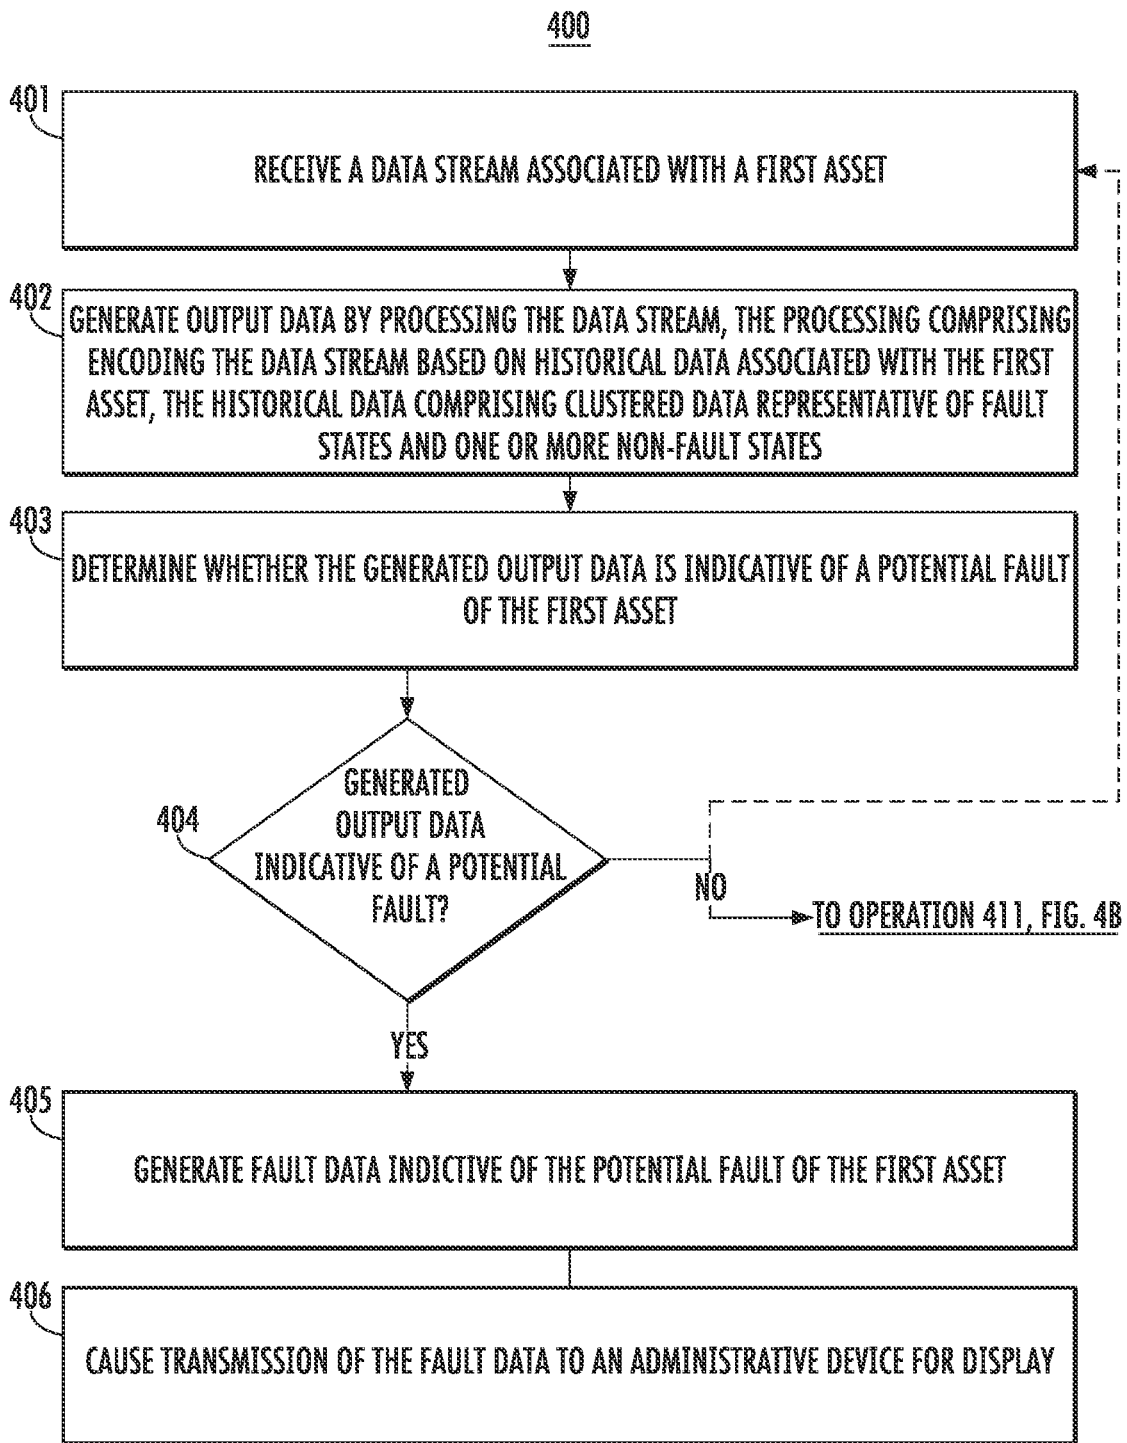 400
401
RECEIVE A DATA STREAM ASSOCIATED WITH A FIRST ASSET
402
GENERATE OUTPUT DATA BY PROCESSING THE DATA STREAM, THE PROCESSING COMPRISING
ENCODING THE DATA STREAM BASED ON HISTORICAL DATA ASSOCIATED WITH THE FIRST
ASSET, THE HISTORICAL DATA COMPRISING CLUSTERED DATA REPRESENTATIVE OF FAULT
STATES AND ONE OR MORE NON-FAULT STATES
403
DETERMINE WHETHER THE GENERATED OUTPUT DATA IS INDICATIVE OF A POTENTIAL FAULT
OF THE FIRST ASSET
404
GENERATED
OUTPUT DATA
INDICATIVE OF A POTENTIAL
FAULT?
NO
TO OPERATION 411, FIG. 4B
YES
405
GENERATE FAULT DATA INDICTIVE OF THE POTENTIAL FAULT OF THE FIRST ASSET
406
CAUSE TRANSMISSION OF THE FAULT DATA TO AN ADMINISTRATIVE DEVICE FOR DISPLAY